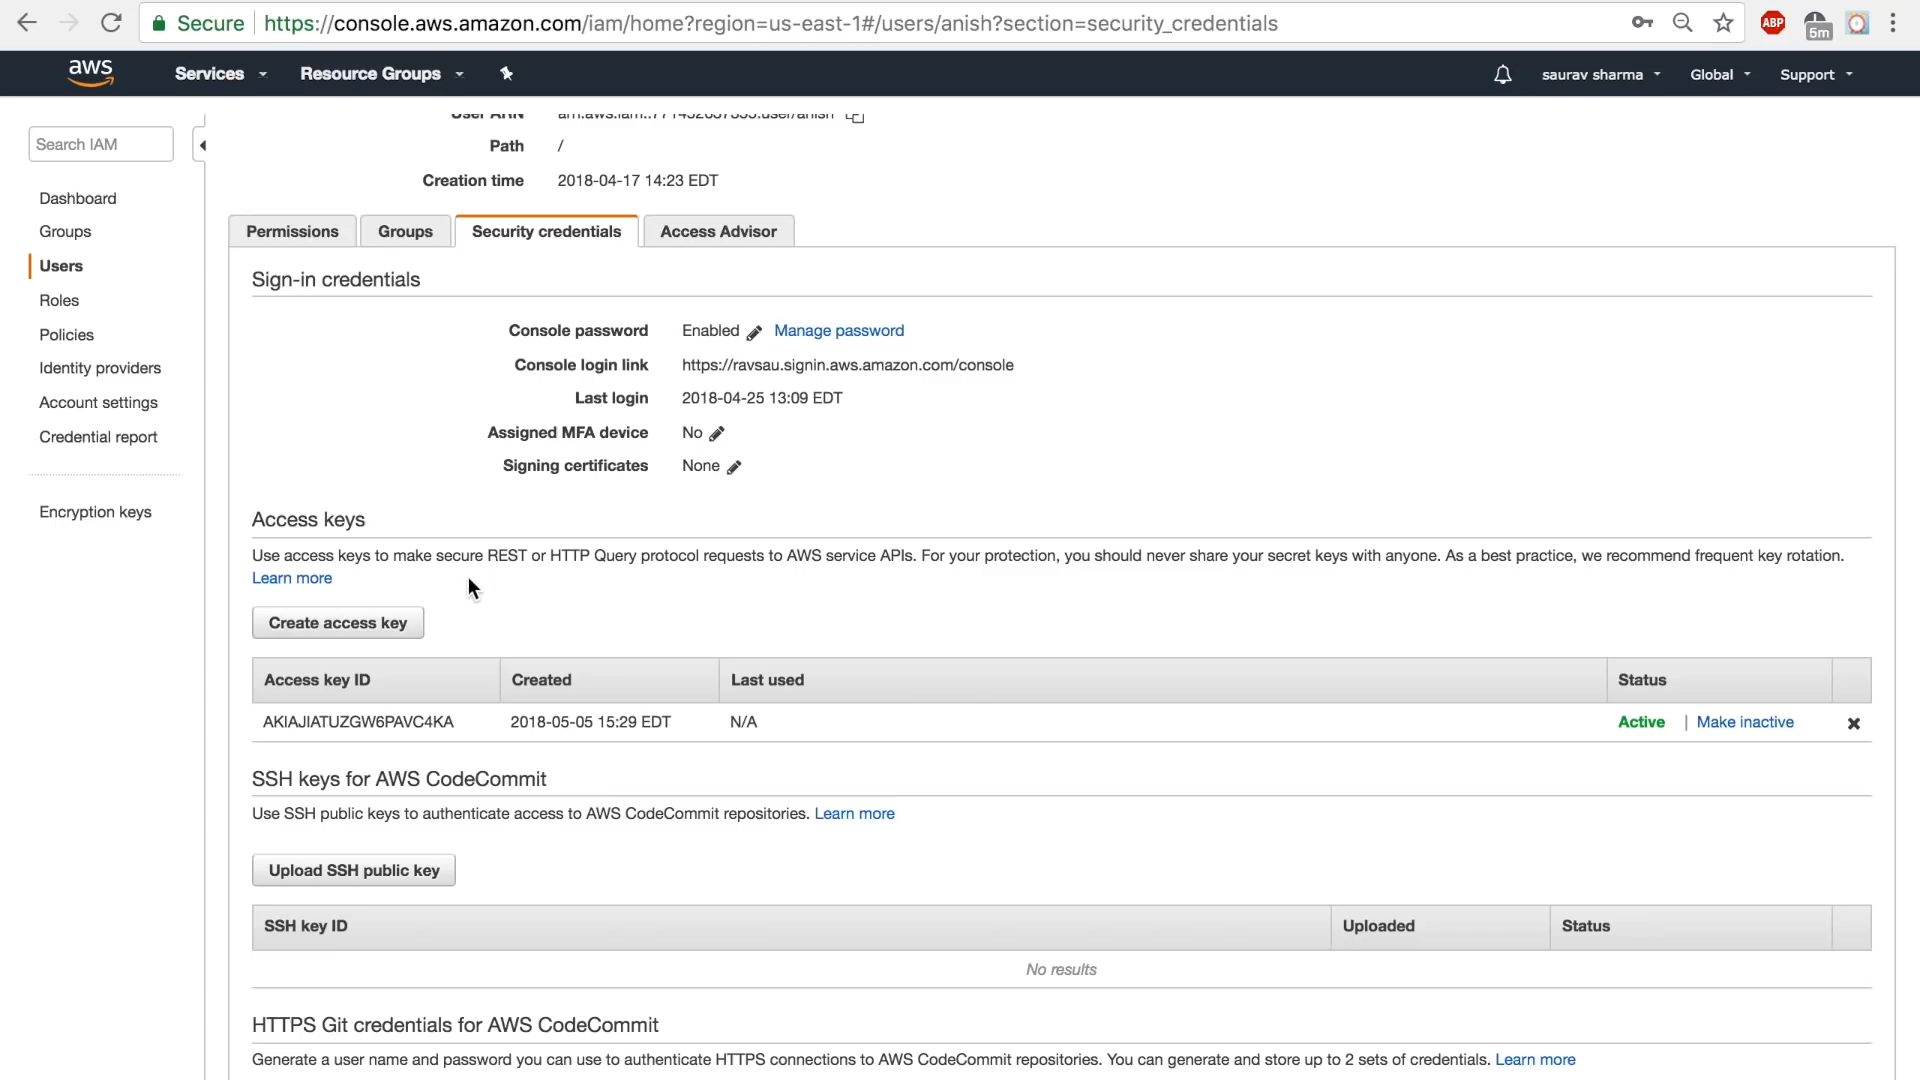 Secure https://console.aws.amazon.com/iam/home?region=us-east-1#/users/anish?section=security_credentials
ABP
5m
aws Services Resource Groups saurav sharma Global Support
Search IAM
Dashboard
Groups
Users
Roles
Policies
Identity providers
Account settings
Credential report
Encryption keys
User ARN
Path /
Creation time 2018-04-17 14:23 EDT
Permissions Groups Security credentials Access Advisor
Sign-in credentials
Console password Enabled Manage password
Console login link https://ravsau.signin.aws.amazon.com/console
Last login 2018-04-25 13:09 EDT
Assigned MFA device No
Signing certificates None
Access keys
Use access keys to make secure REST or HTTP Query protocol requests to AWS service APIs. For your protection, you should never share your secret keys with anyone. As a best practice, we recommend frequent key rotation.
Learn more
Create access key
Access key ID Created Last used Status
AKIAJIATUZGW6PAVC4KA 2018-05-05 15:29 EDT N/A Active | Make inactive
SSH keys for AWS CodeCommit
Use SSH public keys to authenticate access to AWS CodeCommit repositories. Learn more
Upload SSH public key
SSH key ID Uploaded Status
No results
HTTPS Git credentials for AWS CodeCommit
Generate a user name and password you can use to authenticate HTTPS connections to AWS CodeCommit repositories. You can generate and store up to 2 sets of credentials. Learn more